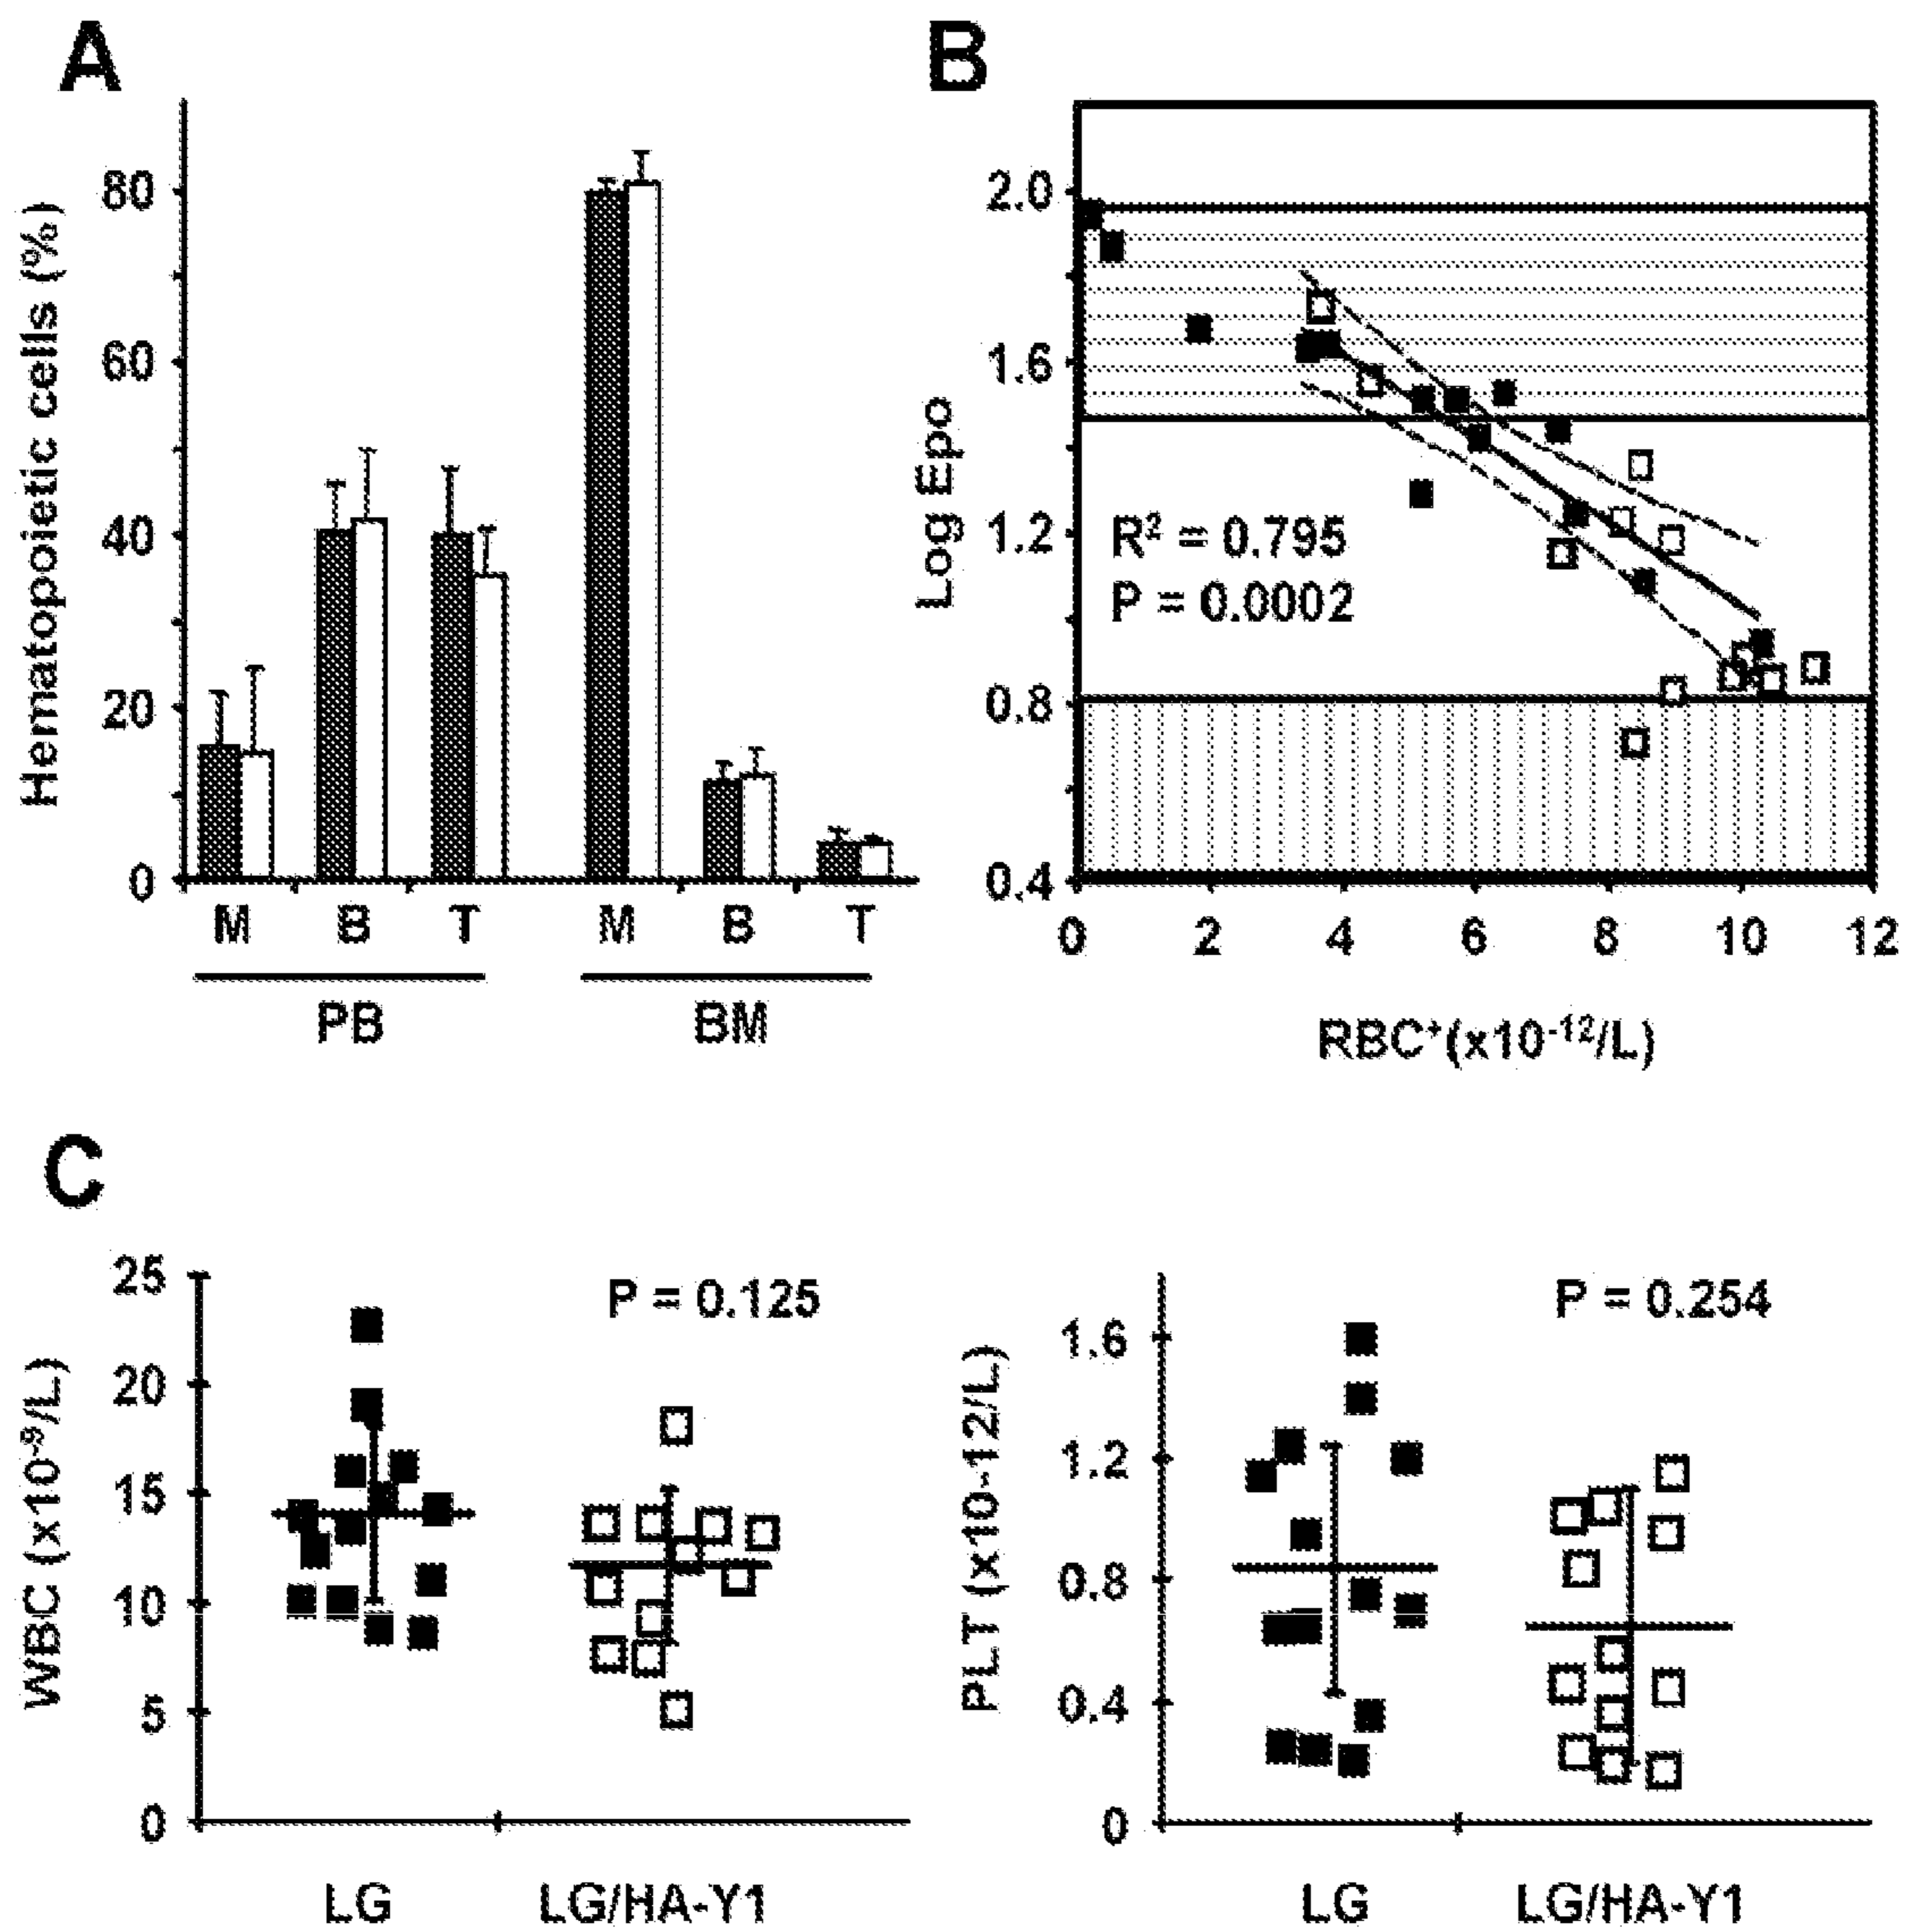 A
Hematopoietic cells (%)
80
60
40
20
0
M B T M B T
PB BM
B
Log Epo
2.0
1.6
1.2
0.8
0.4
R² = 0.795
P = 0.0002
0 2 4 6 8 10 12
RBC⁺(x10⁻¹²/L)
C
WBC (x10⁻⁹/L)
25
20
15
10
5
0
P = 0.125
LG LG/HA-Y1
PLT (x10-12/L)
1.6
1.2
0.8
0.4
0
P = 0.254
LG LG/HA-Y1